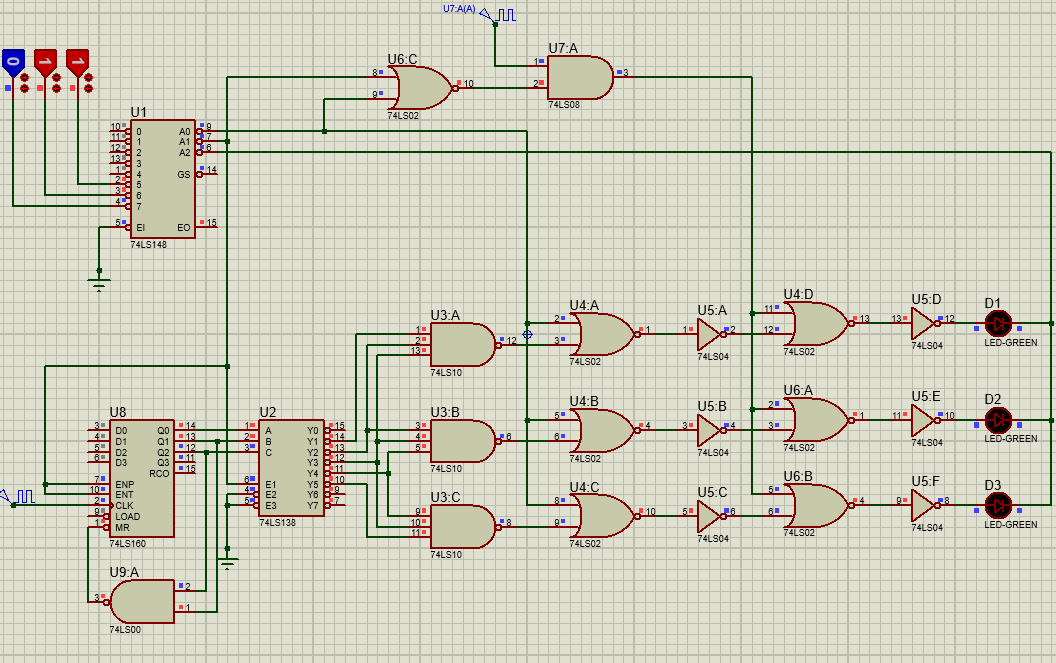 U7:A(A)
U6:C
8
9
10
74LS02
U7:A
1
2
3
74LS08
0
1
1
U1
10 0 A0 9
11 1 A1 7
12 2 A2 6
13 3
1 4 GS 14
2 5
3 6
4 7
5 EI EO 15
74LS148
U3:A
1
2
13
12
74LS10
U4:A
2
3
1
74LS02
U5:A
1 2
74LS04
U4:D
11
12
13
74LS02
U5:D
13 12
74LS04
D1
LED-GREEN
U3:B
3
4
5
6
74LS10
U4:B
5
6
4
74LS02
U5:B
3 4
74LS04
U6:A
2
3
1
74LS02
U5:E
11 10
74LS04
D2
LED-GREEN
U3:C
9
10
11
8
74LS10
U4:C
8
9
10
74LS02
U5:C
5 6
74LS04
U6:B
5
6
4
74LS02
U5:F
9 8
74LS04
D3
LED-GREEN
U8
3 D0 Q0 14
4 D1 Q1 13
5 D2 Q2 12
6 D3 Q3 11
RCO 15
7 ENP
10 ENT
2 CLK
9 LOAD
1 MR
74LS160
U2
1 A Y0 15
2 B Y1 14
3 C Y2 13
Y3 12
Y4 11
6 E1 Y5 10
4 E2 Y6 9
5 E3 Y7 7
74LS138
U9:A
3
2
1
74LS00